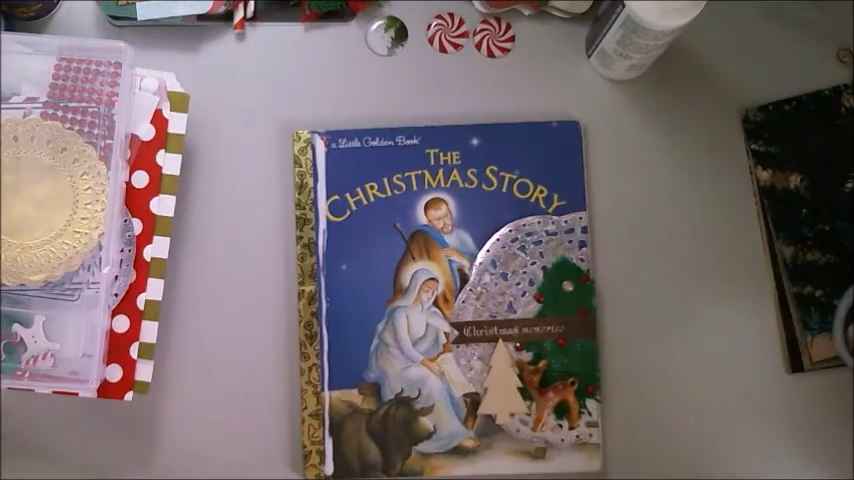 a Little Golden Book
THE
CHRISTMAS STORY
Christmas memories